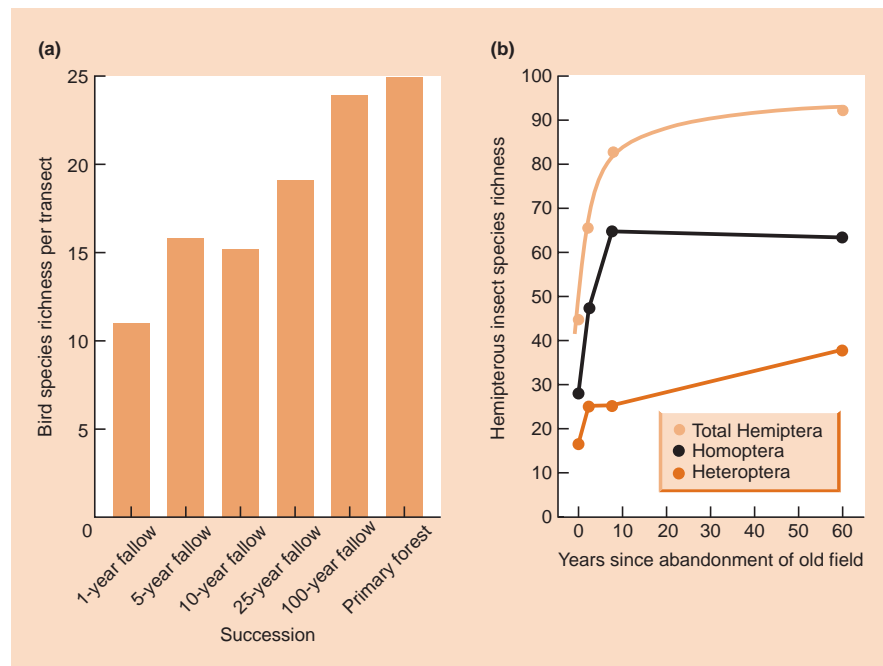 (a)
Bird species richness per transect
25
20
15
10
5
0
1-year fallow
5-year fallow
10-year fallow
25-year fallow
100-year fallow
Primary forest
Succession
(b)
Hemipterous insect species richness
100
90
80
70
60
50
40
30
20
10
0
Total Hemiptera
Homoptera
Heteroptera
0 10 20 30 40 50 60
Years since abandonment of old field